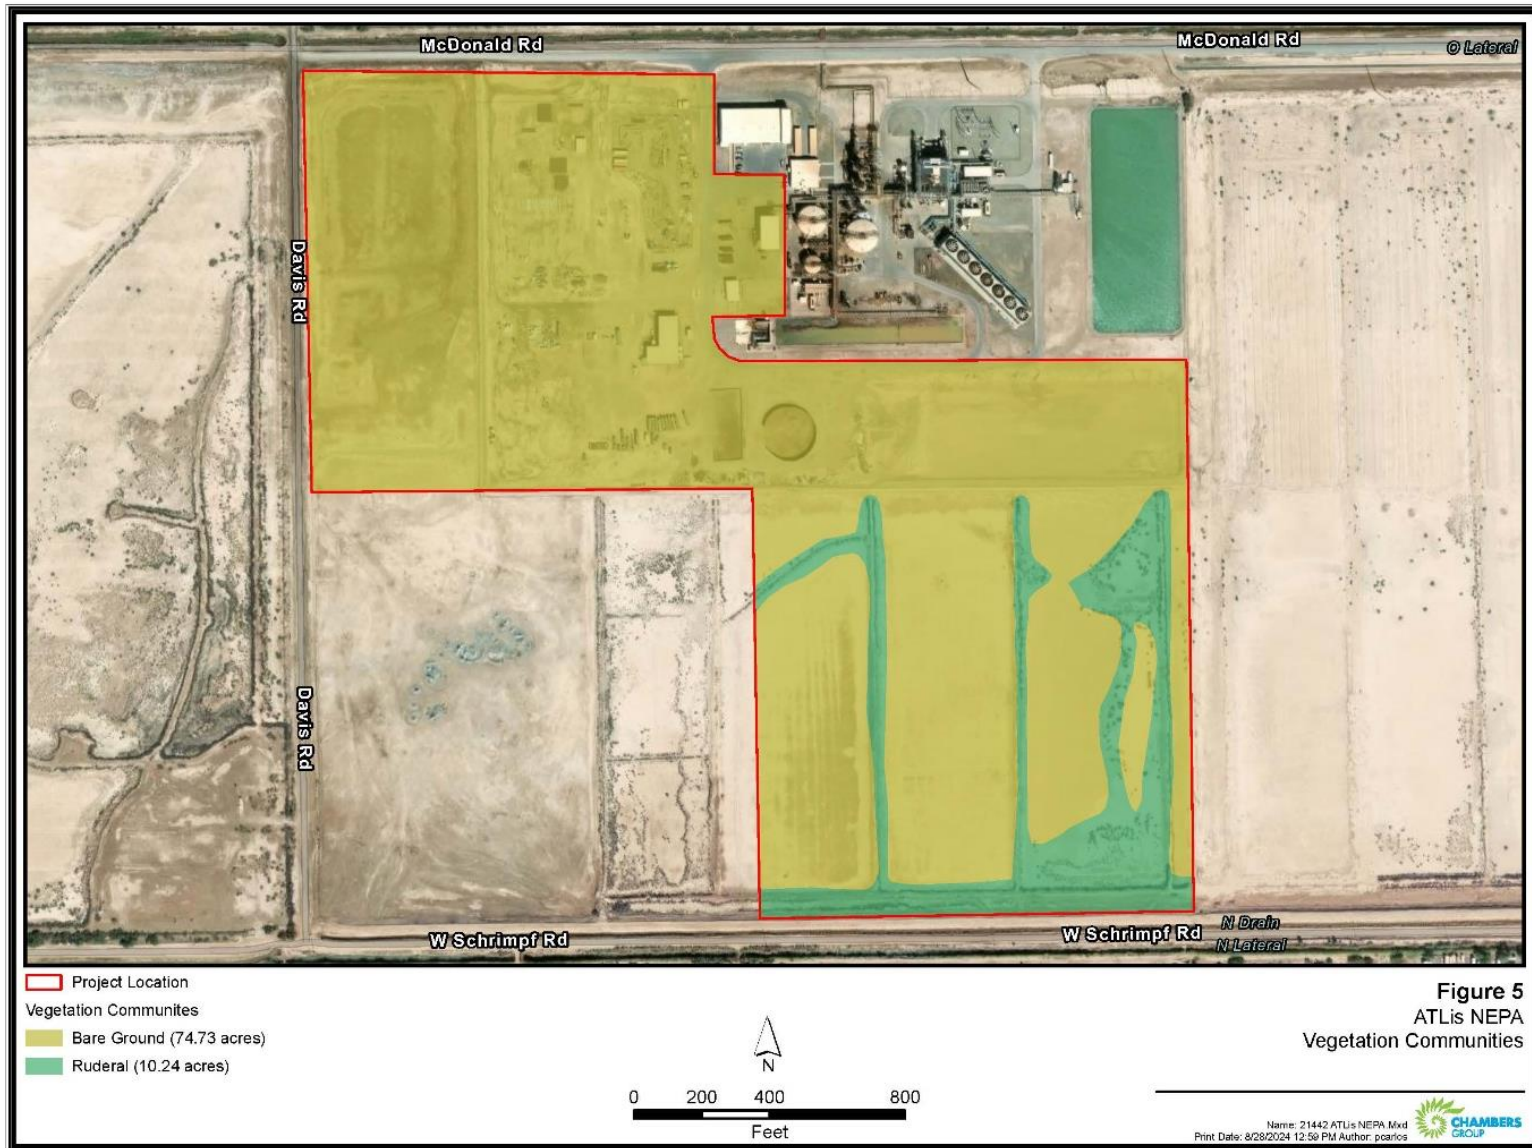 McDonald Rd
McDonald Rd
O Lateral
Davis Rd
Davis Rd
W Schrimpf Rd
W Schrimpf Rd
N Drain
N Lateral
Project Location
Vegetation Communites
Bare Ground (74.73 acres)
Ruderal (10.24 acres)
N
0 200 400 800
Feet
Figure 5
ATLis NEPA
Vegetation Communities
Name: 21442 ATLis NEPA.Mxd
Print Date: 8/28/2024 12:59 PM Author: pcarlos
CHAMBERS
GROUP